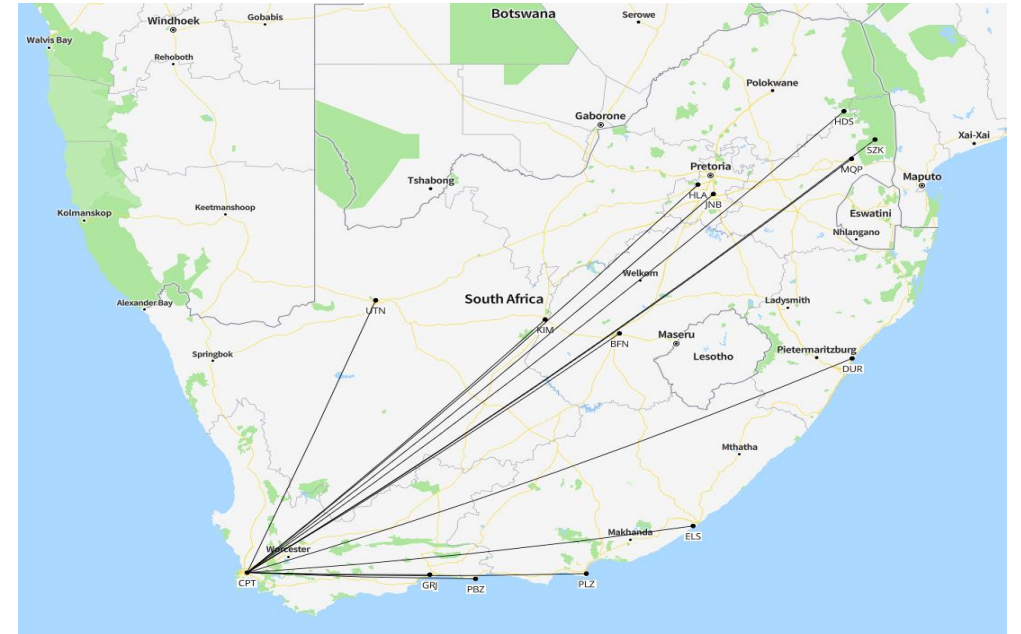 Botswana
Windhoek
Gobabis
Serowe
Walvis Bay
Rehoboth
Polokwane
Gaborone
HDS
Xai-Xai
SZK
Pretoria
MQP
Tshabong
Maputo
HLA
JNB
Keetmanshoop
Kolmanskop
Eswatini
Nhlangano
Welkom
South Africa
Ladysmith
Alexander Bay
UTN
KIM
Maseru
BFN
Pietermaritzburg
Springbok
Lesotho
DUR
Mthatha
Makhanda
ELS
Worcester
CPT
GRJ
PBZ
PLZ